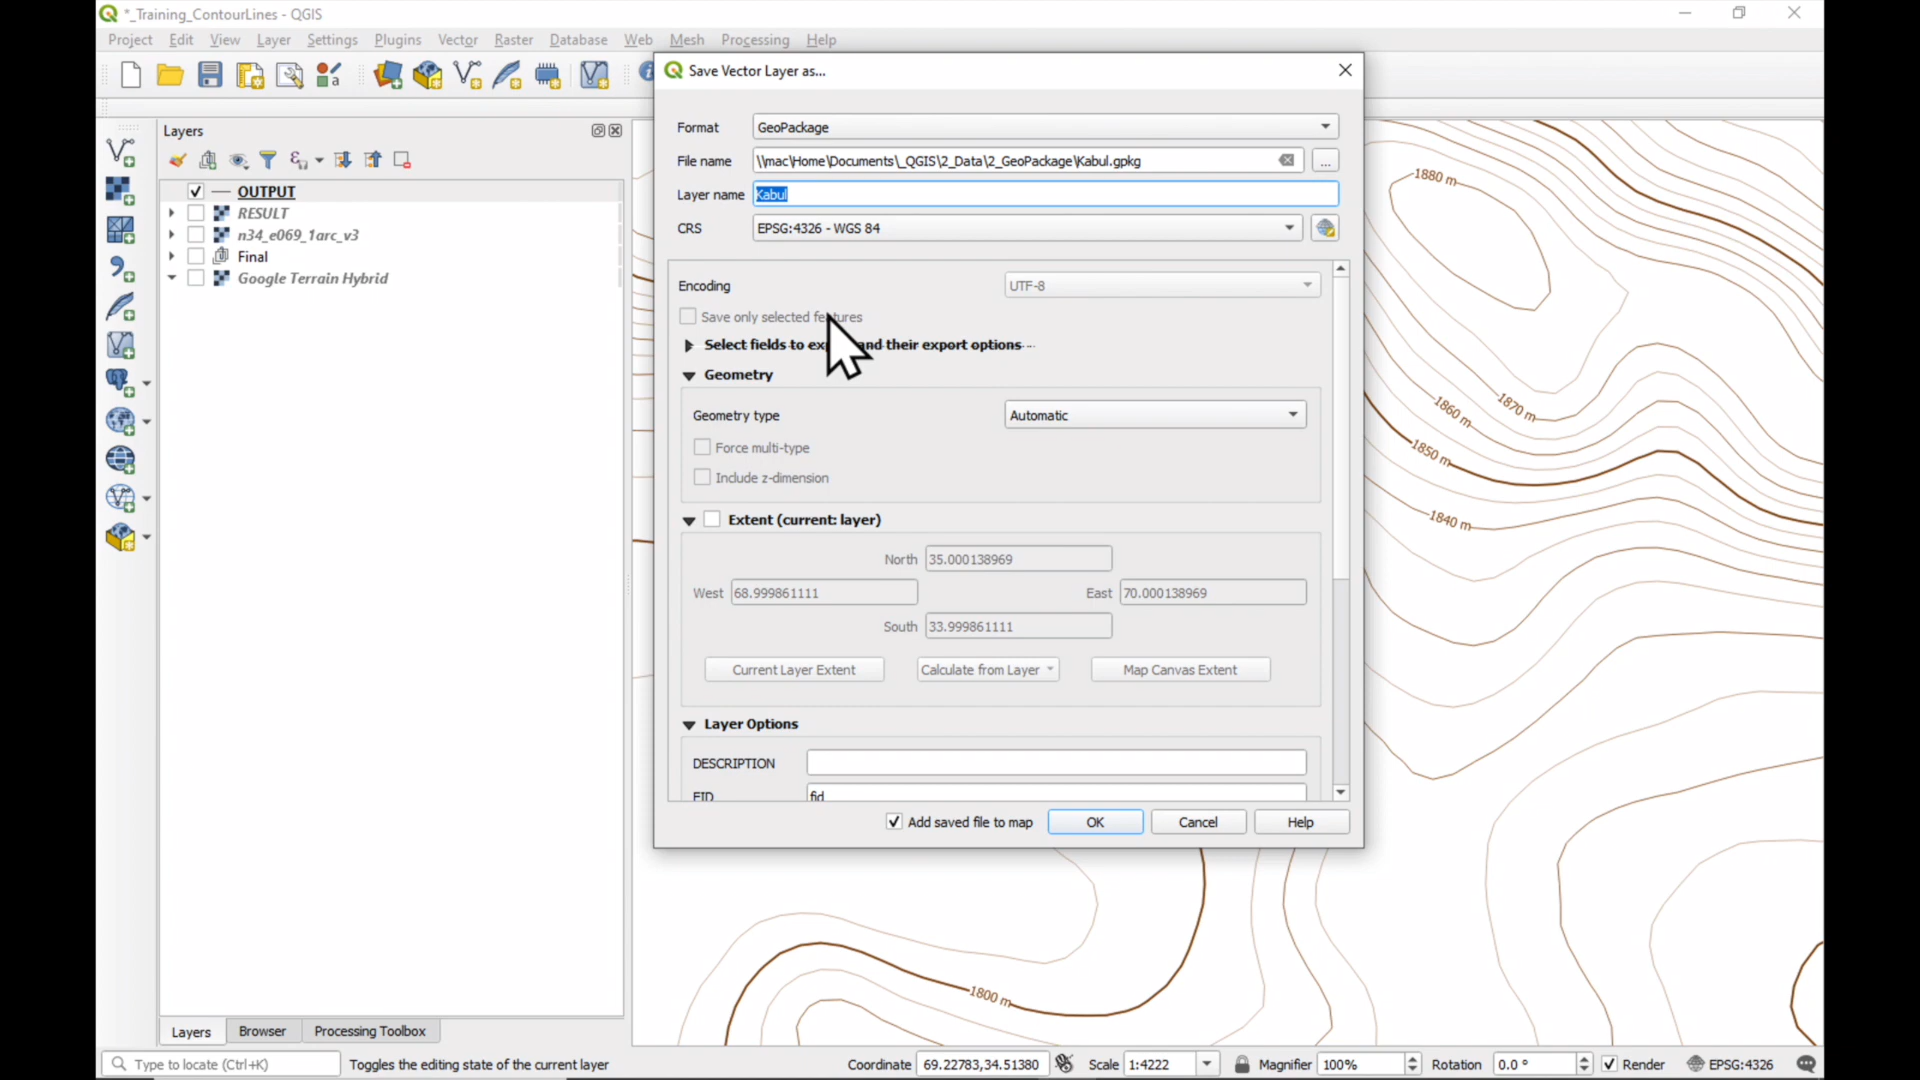 *_Training_ContourLines - QGIS
Project Edit View Layer Settings Plugins Vector Raster Database Web Mesh Processing Help
Save Vector Layer as...
Format GeoPackage
File name \\mac\Home\Documents\_QGIS\2_Data\2_GeoPackage\Kabul.gpkg ...
Layer name Kabul
CRS EPSG:4326 - WGS 84
Encoding UTF-8
Save only selected features
Select fields to and their export options
Geometry
Geometry type Automatic
Force multi-type
Include z-dimension
Extent (current: layer)
North 35.000138969
West 68.999861111 East 70.000138969
South 33.999861111
Current Layer Extent Calculate from Layer Map Canvas Extent
Layer Options
DESCRIPTION
FID fid
Add saved file to map OK Cancel Help
Layers
OUTPUT
RESULT
n34_e069_1arc_v3
Final
Google Terrain Hybrid
1880 m
1870 m
1860 m
1850 m
1840 m
1800 m
Layers Browser Processing Toolbox
Type to locate (Ctrl+K) Toggles the editing state of the current layer Coordinate 69.22783,34.51380 Scale 1:4222 Magnifier 100% Rotation 0.0 ° Render EPSG:4326